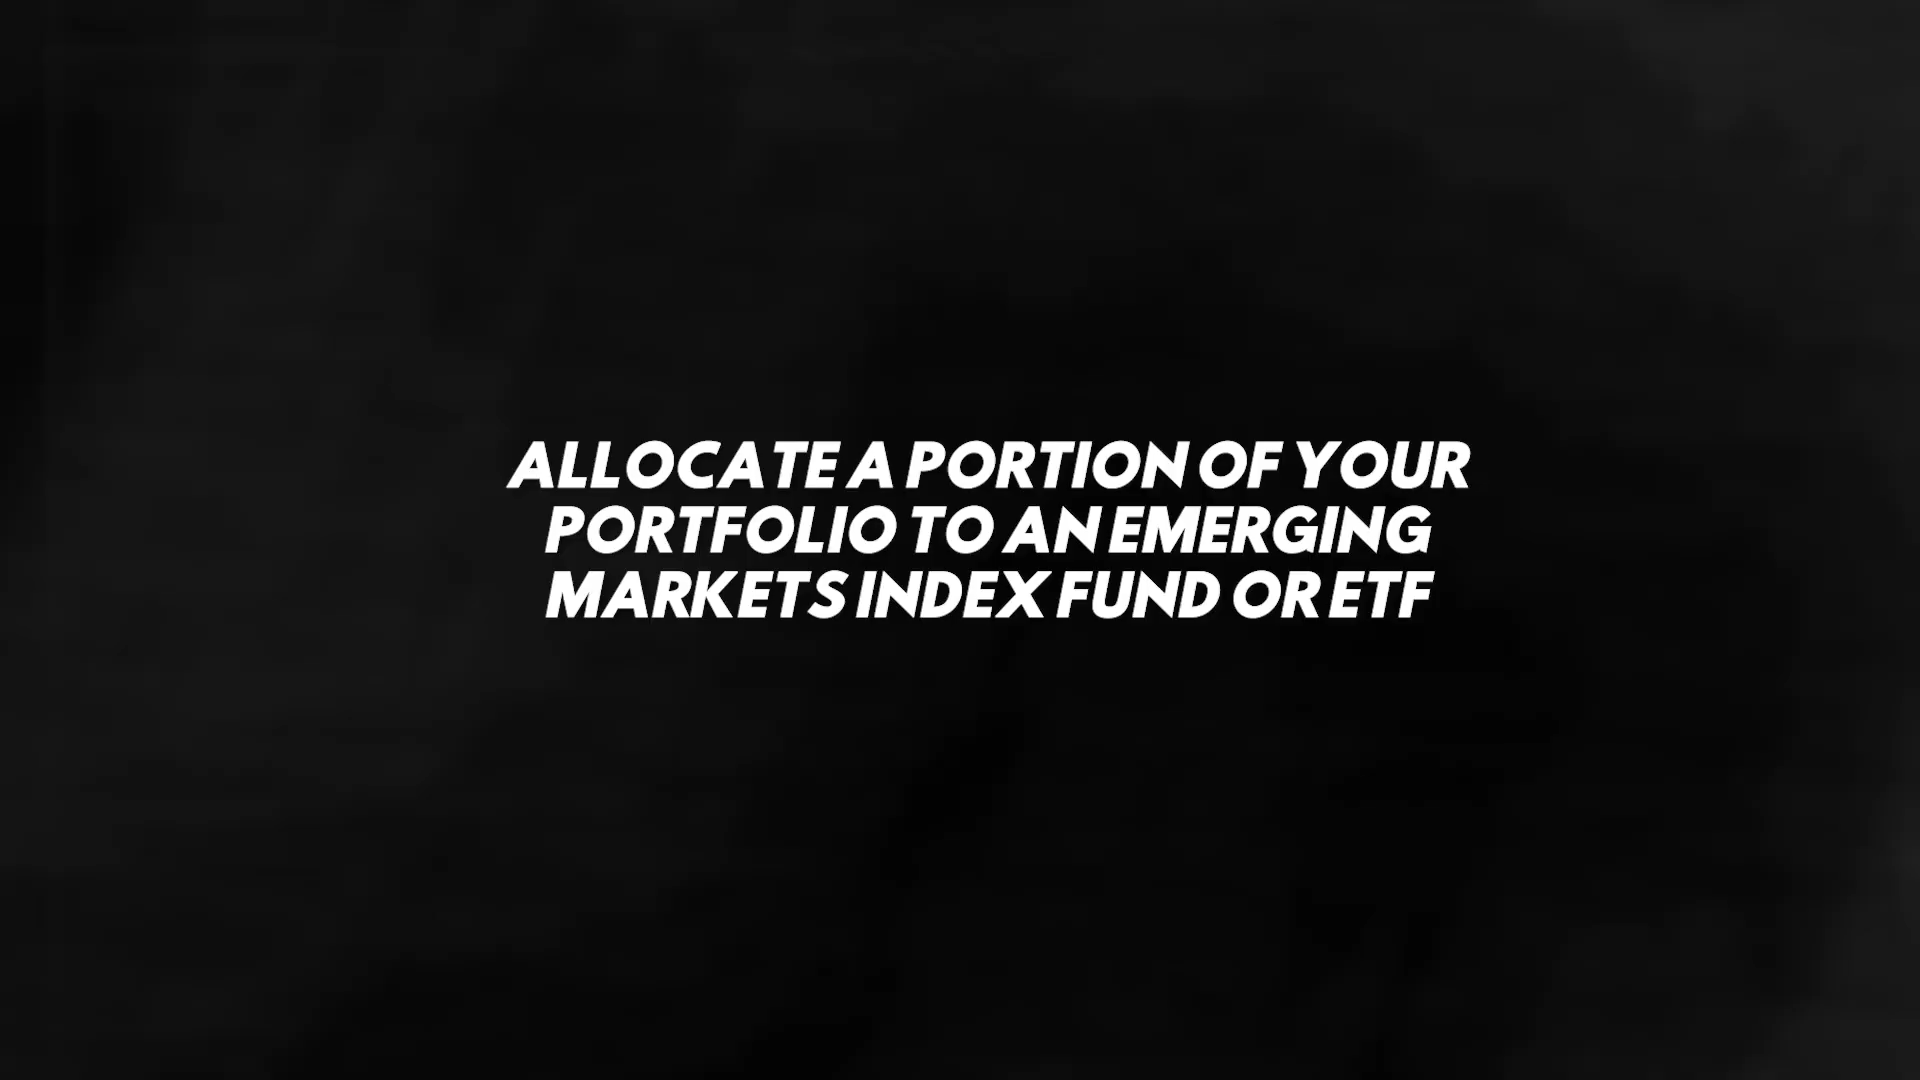 ALLOCATE A PORTION OF YOUR
PORTFOLIO TO AN EMERGING
MARKETS INDEX FUND OR ETF